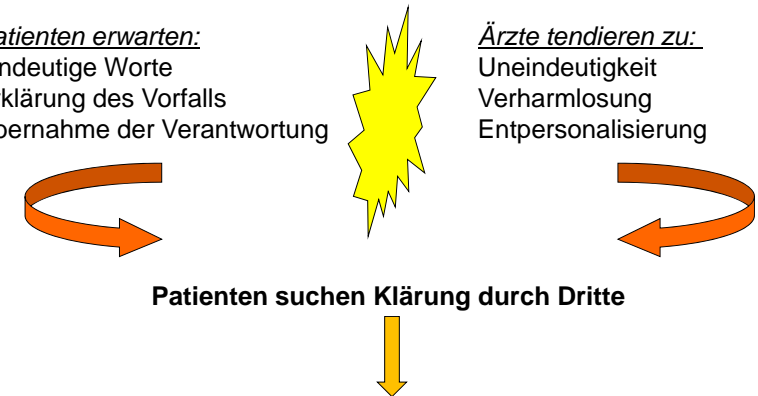 atienten erwarten:
ndeutige Worte
klärung des Vorfalls
bernahme der Verantwortung
Ärzte tendieren zu:
Uneindeutigkeit
Verharmlosung
Entpersonalisierung
Patienten suchen Klärung durch Dritte